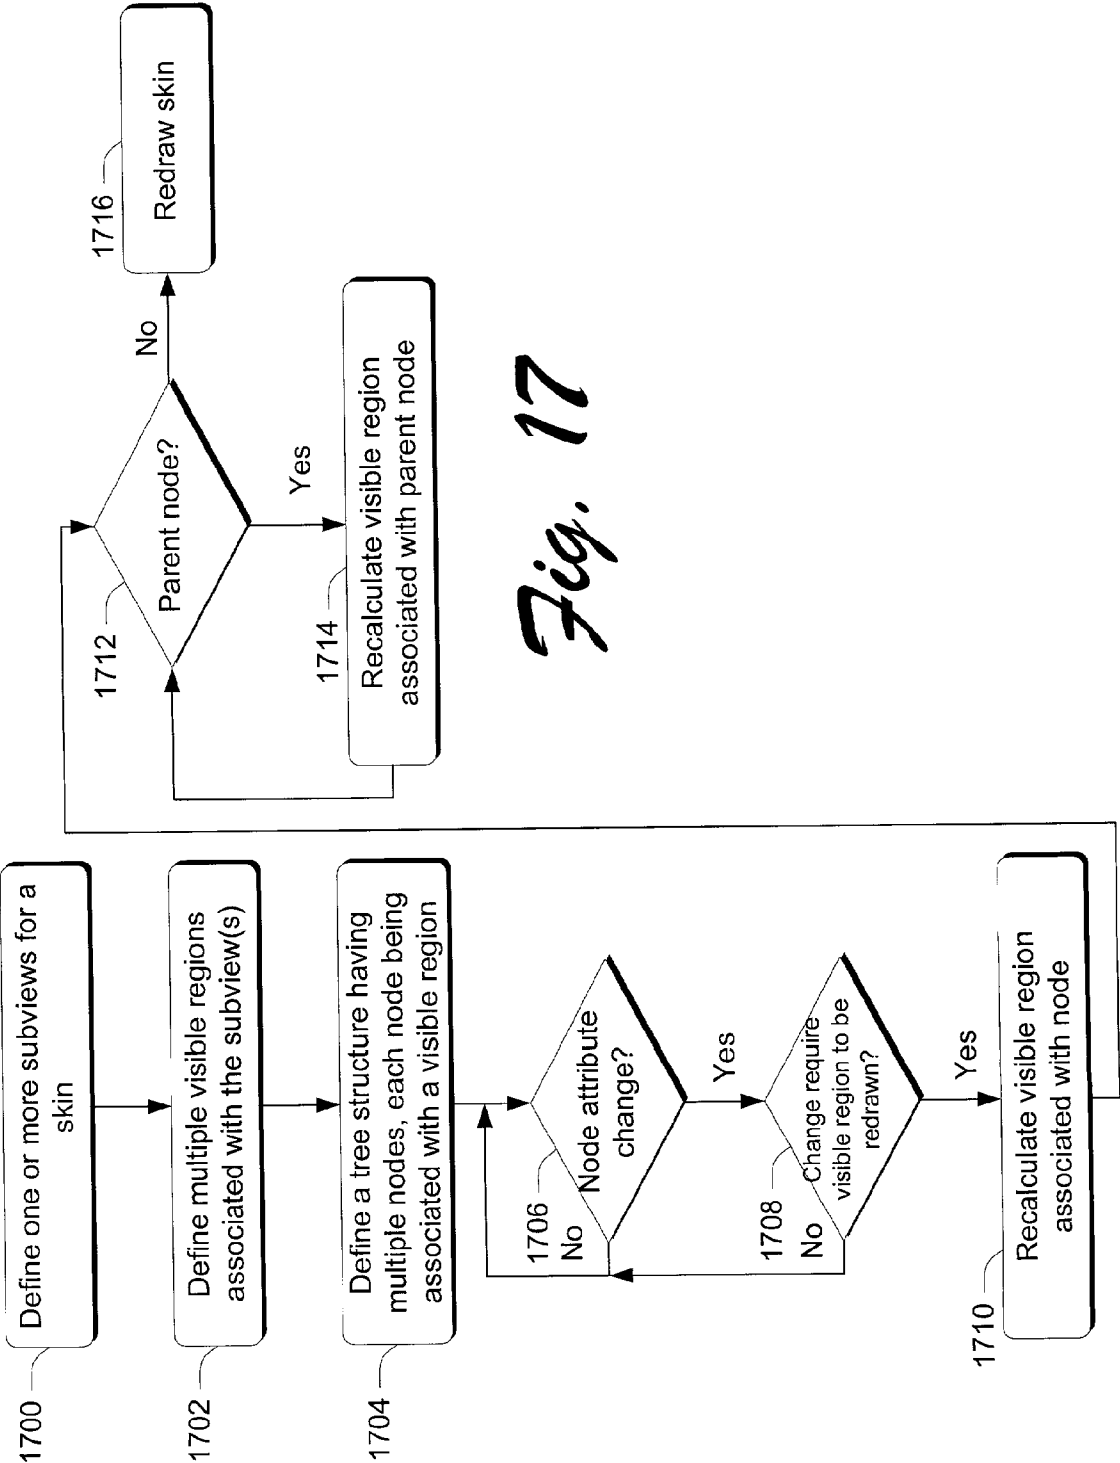 1700
Define one or more subviews for a
skin
1702
Define multiple visible regions
associated with the subview(s)
1704
Define a tree structure having
multiple nodes, each node being
associated with a visible region
1706
No
Node attribute
change?
Yes
1708
No
Change require
visible region to be
redrawn?
Yes
1710
Recalculate visible region
associated with node
1712
Parent node?
No
Yes
1714
Recalculate visible region
associated with parent node
1716
Redraw skin
Fig. 17